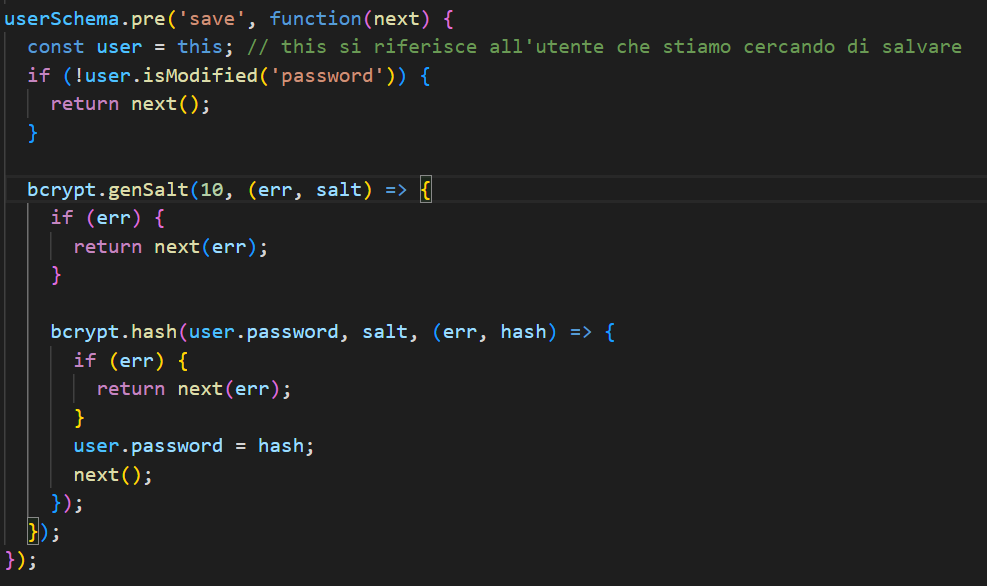 userSchema.pre('save', function(next) {
  const user = this; // this si riferisce all'utente che stiamo cercando di salvare
  if (!user.isModified('password')) {
    return next();
  }

  bcrypt.genSalt(10, (err, salt) => {
    if (err) {
      return next(err);
    }

    bcrypt.hash(user.password, salt, (err, hash) => {
      if (err) {
        return next(err);
      }
      user.password = hash;
      next();
    });
  });
});